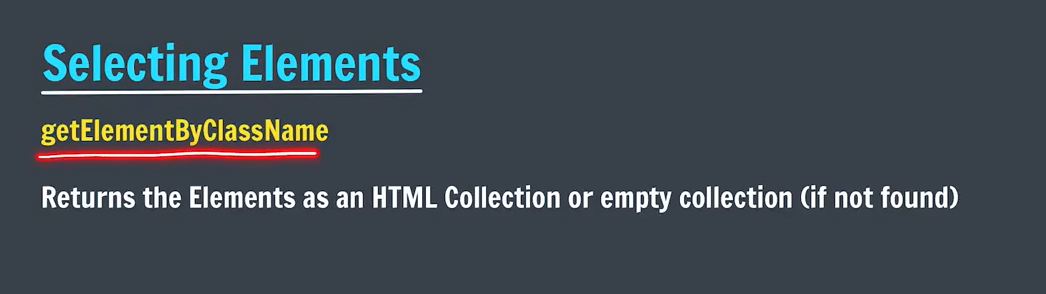 Selecting Elements
getElementByClassName
Returns the Elements as an HTML Collection or empty collection (if not found)